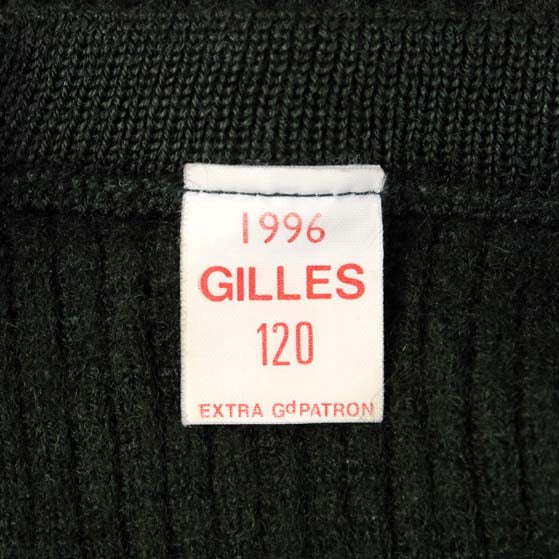 1996
GILLES
120
EXTRA GdPATRON